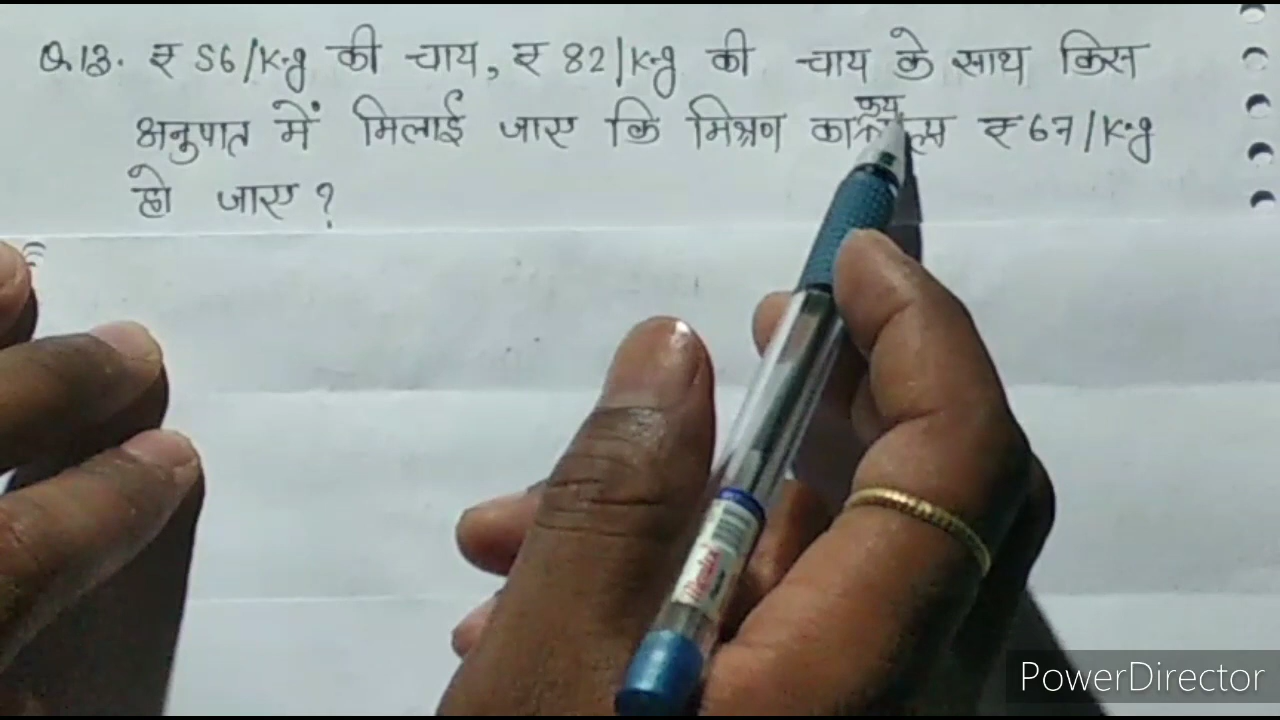 Q.13. ₹ 56/K.g की चाय, ₹ 82/K.g की चाय के साथ किस
अनुपात में मिलाई जाए कि मिश्रण का क्रय ₹ 67/K.g
हो जाए ?
PowerDirector